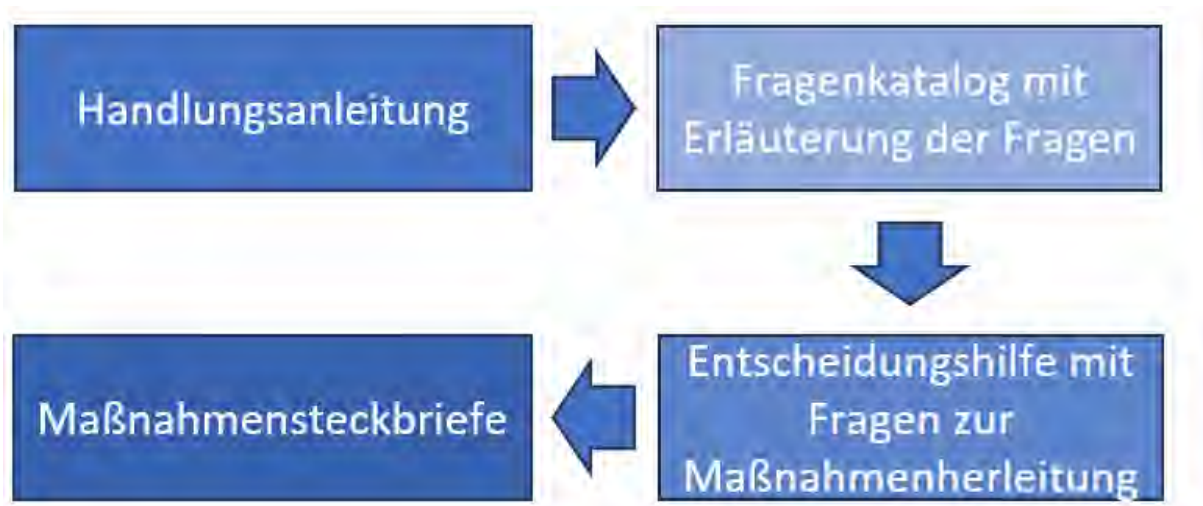 Handlungsanleitung
Fragenkatalog mit
Erläuterung der Fragen
Entscheidungshilfe mit
Fragen zur
Maßnahmenherleitung
Maßnahmensteckbriefe